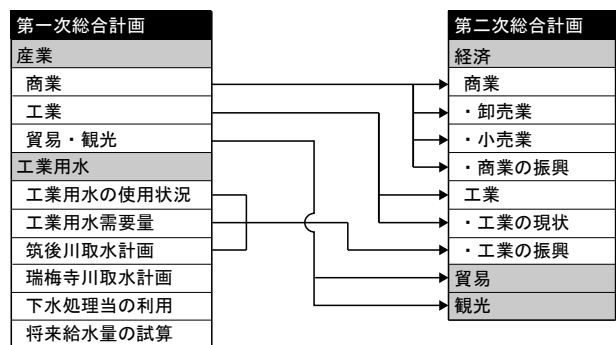 第一次総合計画
産業
商業
工業
貿易・観光
工業用水
工業用水の使用状況
工業用水需要量
筑後川取水計画
瑞梅寺川取水計画
下水処理当の利用
将来給水量の試算
第二次総合計画
経済
商業
・卸売業
・小売業
・商業の振興
工業
・工業の現状
・工業の振興
貿易
観光